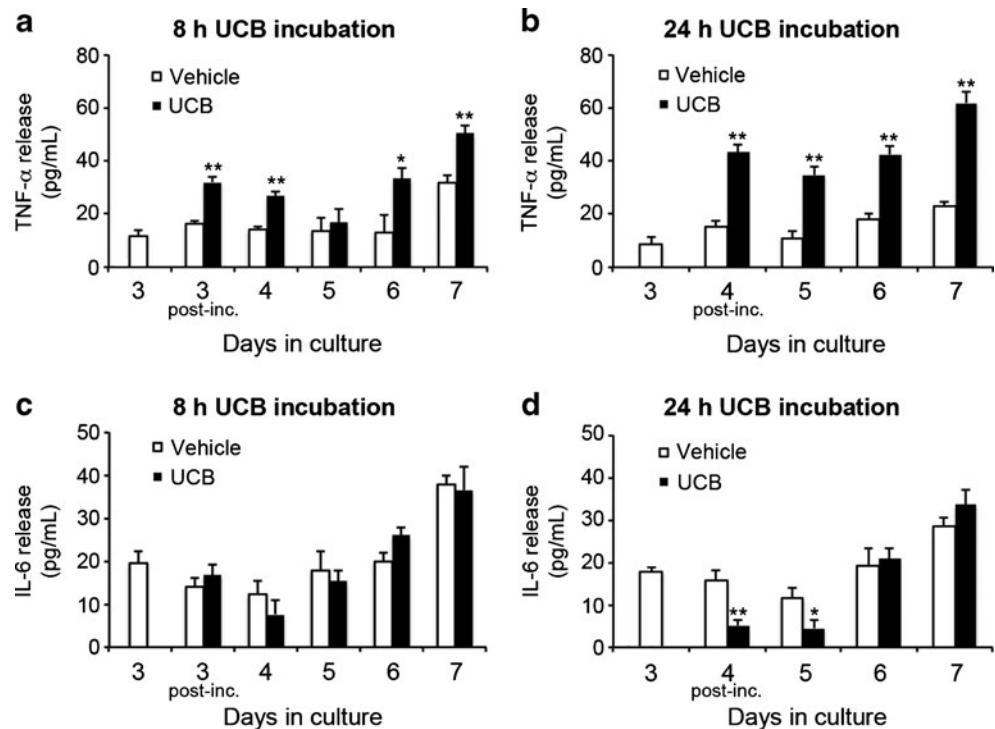 a
8 h UCB incubation
TNF-α release
(pg/mL)
80
60
40
20
0
Vehicle
UCB
**
**
*
**
3 3 4 5 6 7
post-inc.
Days in culture
b
24 h UCB incubation
TNF-α release
(pg/mL)
80
60
40
20
0
Vehicle
UCB
**
**
**
**
3 4 5 6 7
post-inc.
Days in culture
c
8 h UCB incubation
IL-6 release
(pg/mL)
50
40
30
20
10
0
Vehicle
UCB
3 3 4 5 6 7
post-inc.
Days in culture
d
24 h UCB incubation
IL-6 release
(pg/mL)
50
40
30
20
10
0
Vehicle
UCB
**
*
3 4 5 6 7
post-inc.
Days in culture